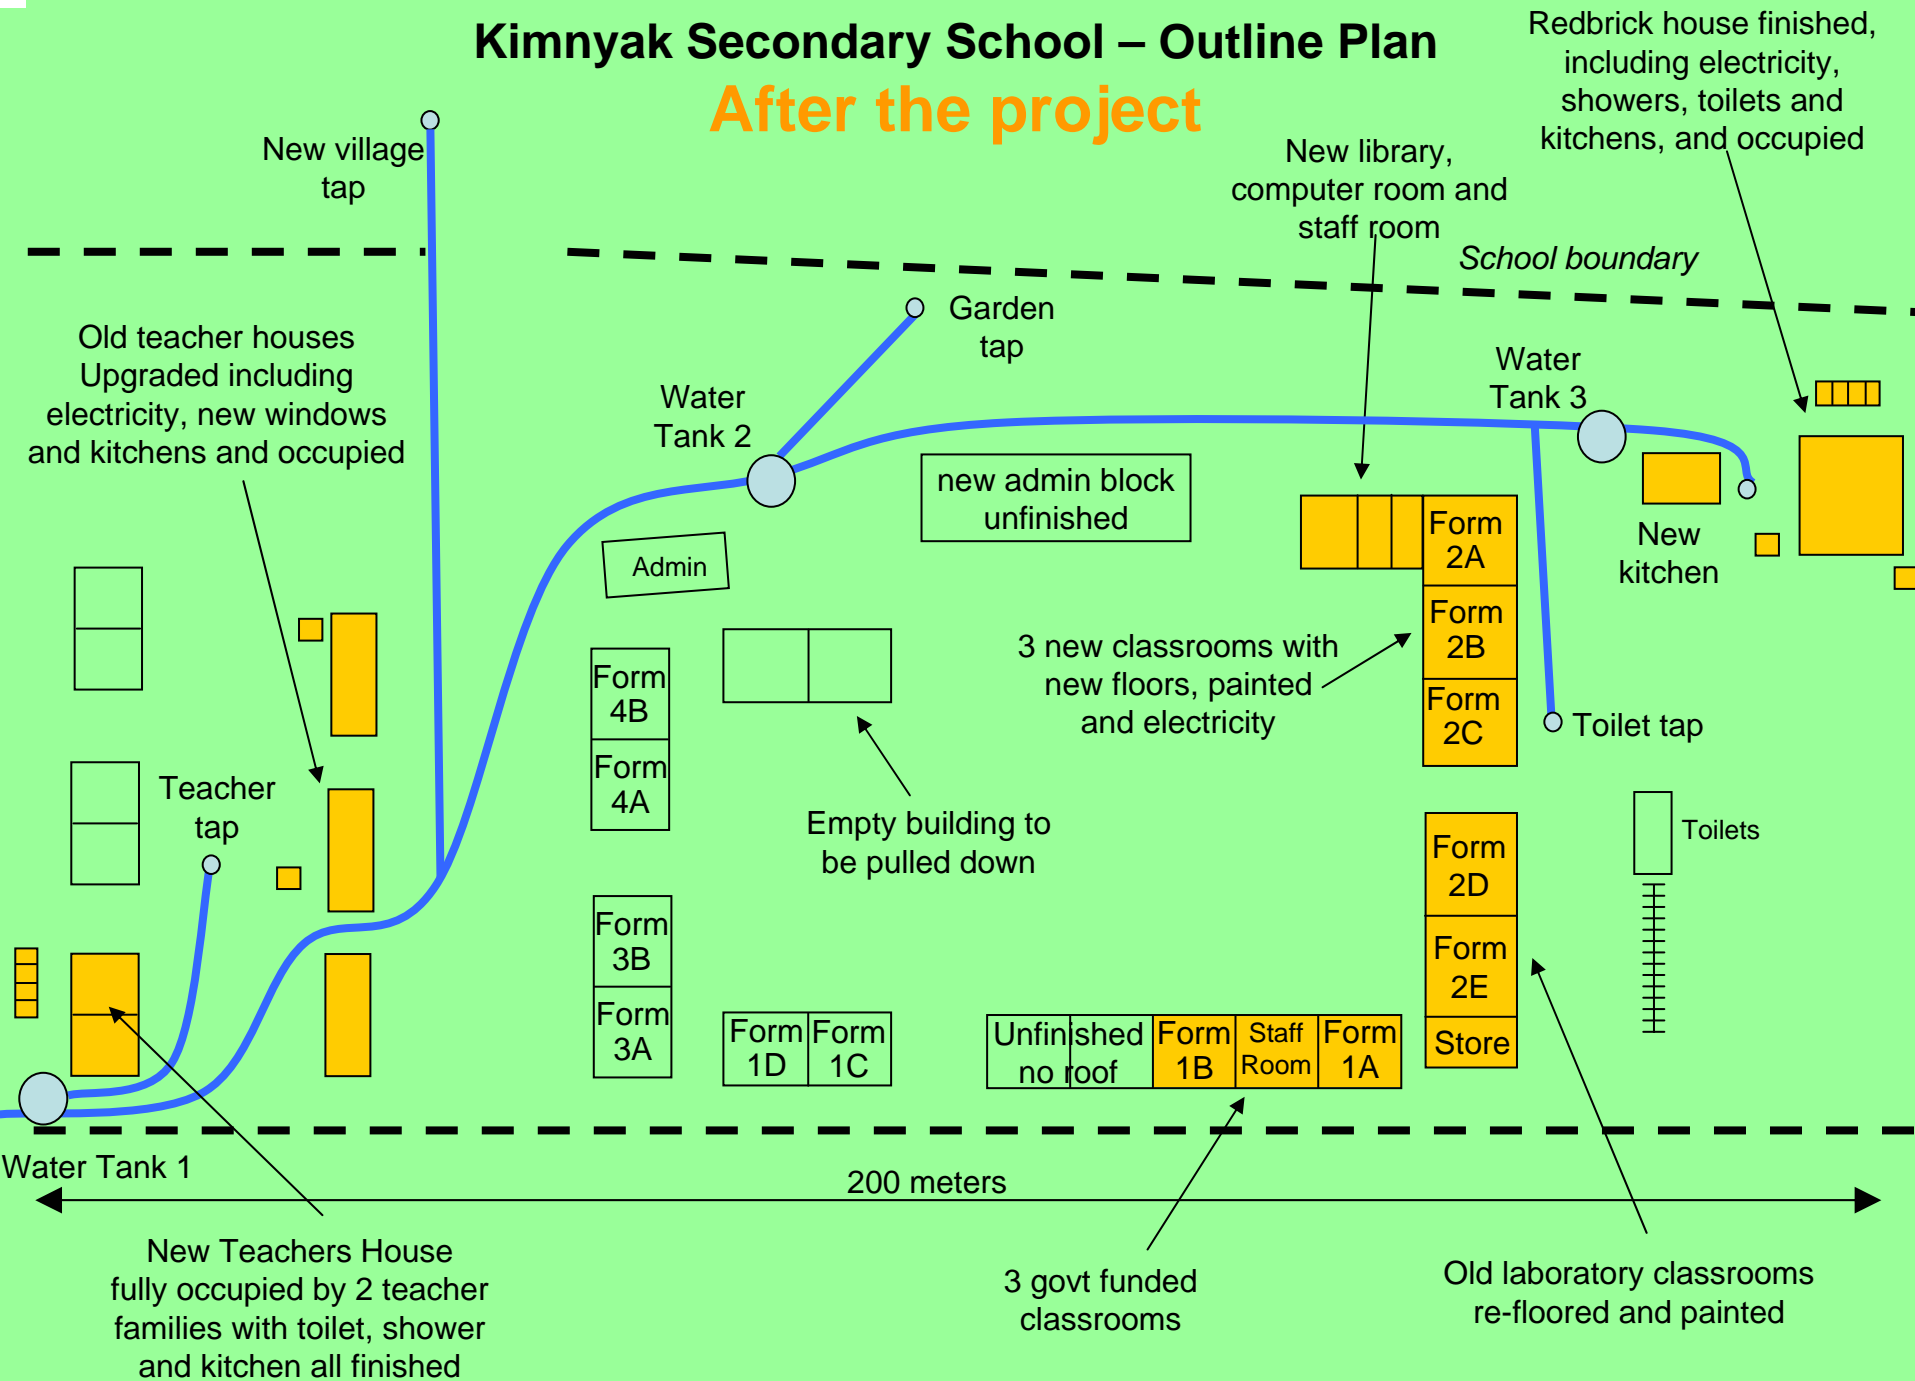 Kimnyak Secondary School – Outline Plan
After the project
Redbrick house finished,
including electricity,
showers, toilets and
kitchens, and occupied
New village
tap
New library,
computer room and
staff room
School boundary
Garden
tap
Old teacher houses
Upgraded including
electricity, new windows
and kitchens and occupied
Water
Tank 2
Water
Tank 3
new admin block
unfinished
Admin
Form
2A
New
kitchen
Form
2B
3 new classrooms with
new floors, painted
and electricity
Form
4B
Form
2C
Toilet tap
Form
4A
Teacher
tap
Empty building to
be pulled down
Toilets
Form
2D
Form
3B
Form
2E
Form
3A
Form
1D
Form
1C
Unfinished
no roof
Form
1B
Staff
Room
Form
1A
Store
Water Tank 1
200 meters
New Teachers House
fully occupied by 2 teacher
families with toilet, shower
and kitchen all finished
3 govt funded
classrooms
Old laboratory classrooms
re-floored and painted